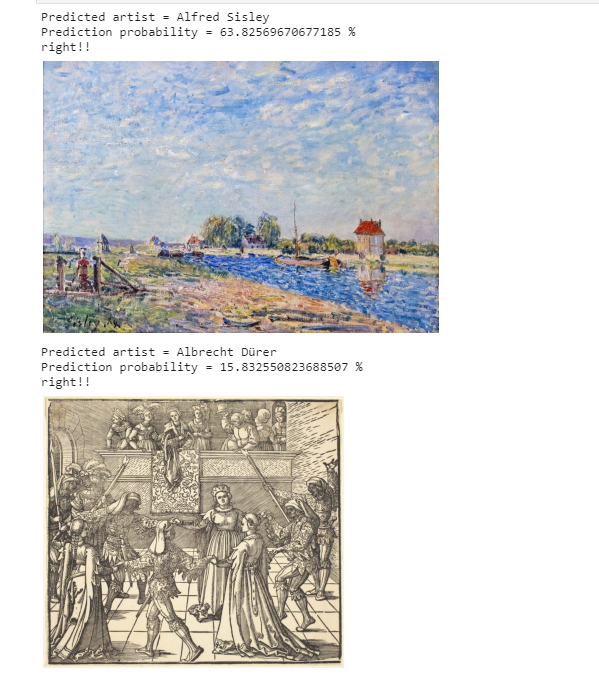 Predicted artist = Alfred Sisley
Prediction probability = 63.82569670677185 %
right!!
Predicted artist = Albrecht Dürer
Prediction probability = 15.832550823688507 %
right!!